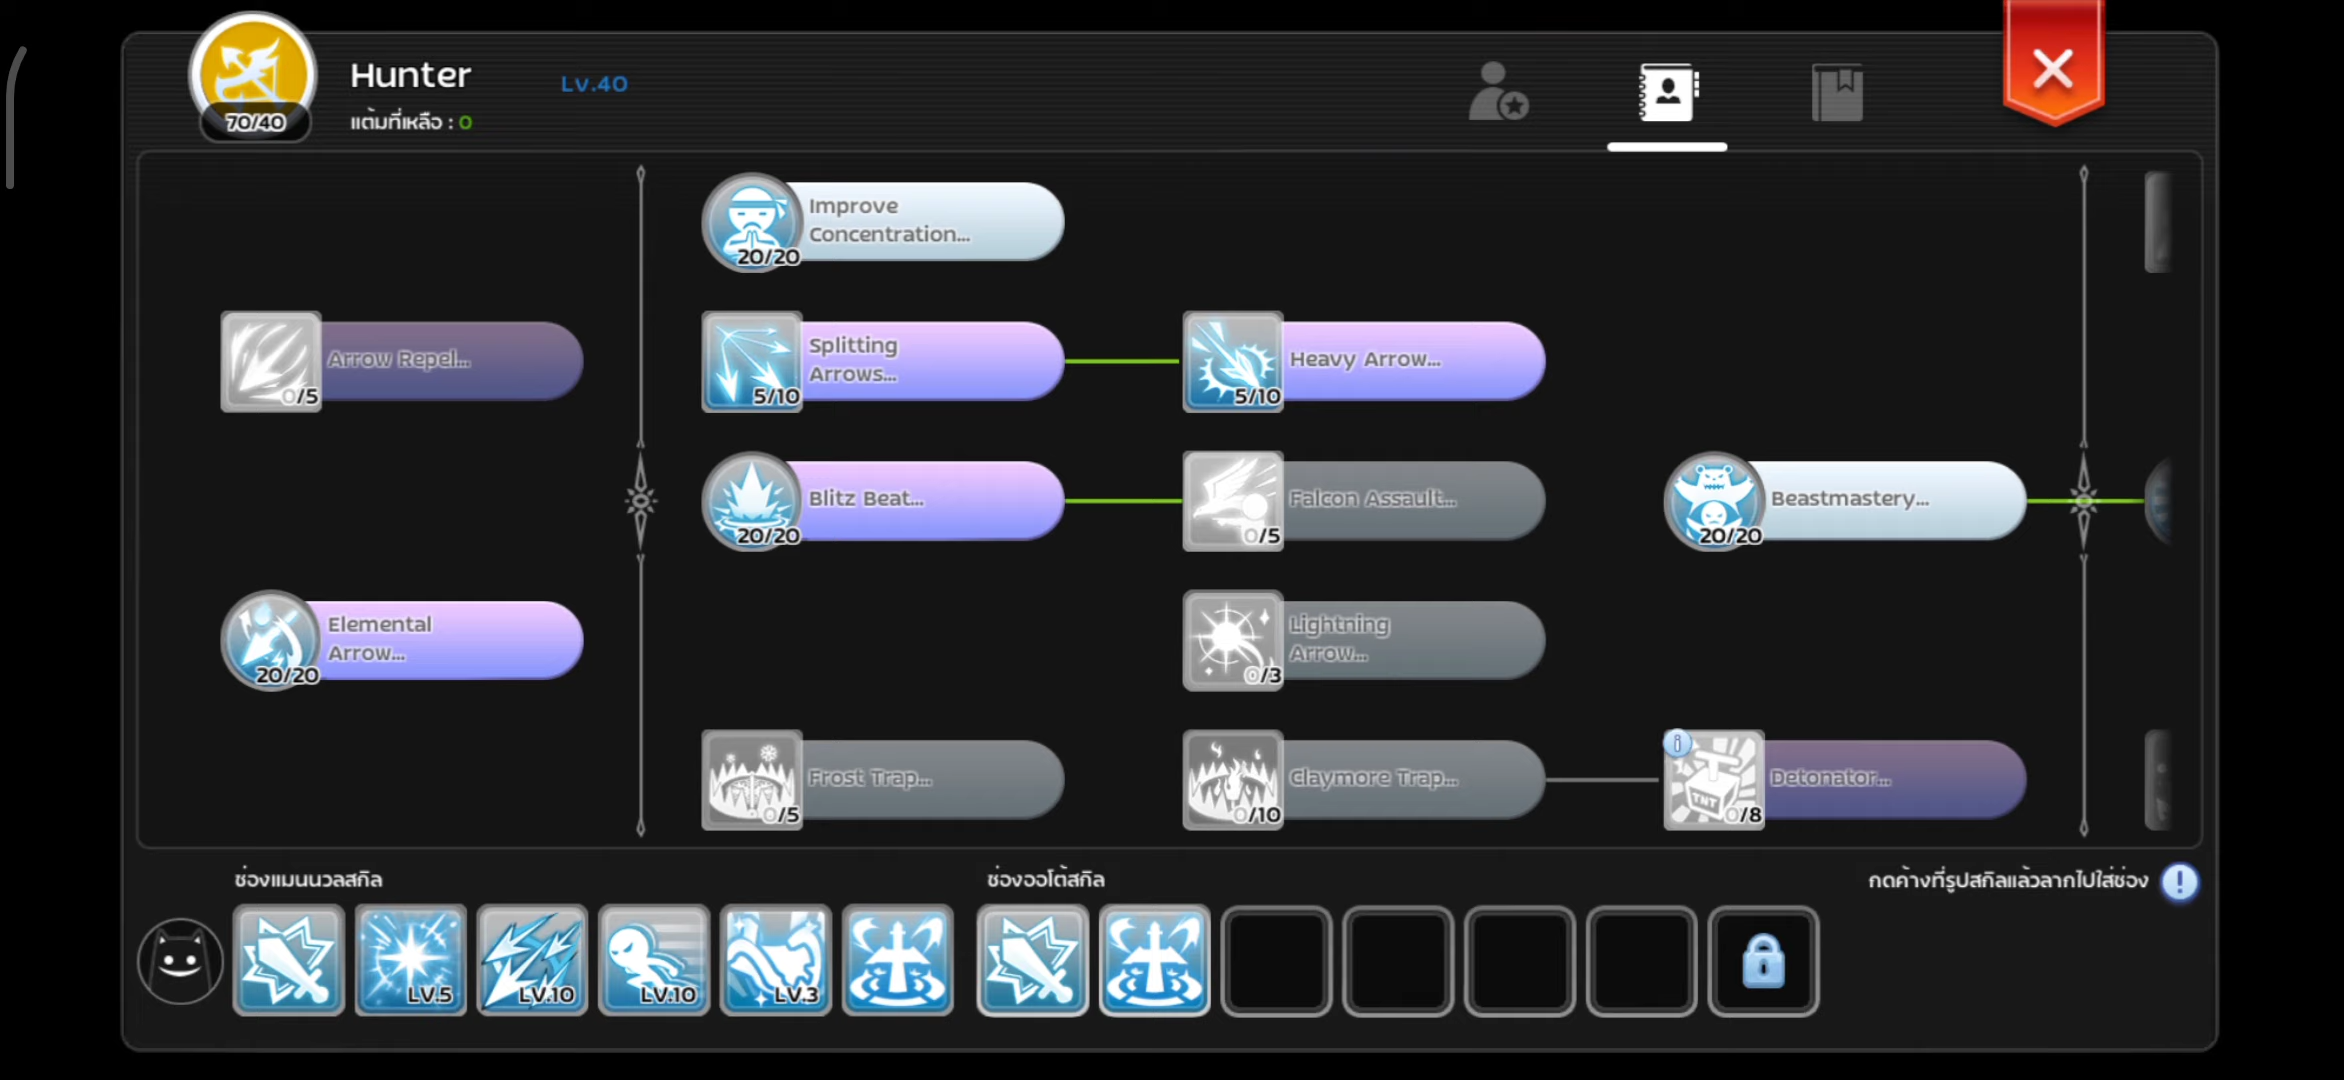 Hunter
Lv.40
70/40
แต้มที่เหลือ : 0
Improve
Concentration...
20/20
Arrow Repel...
0/5
Splitting
Arrows...
5/10
Heavy Arrow...
5/10
Blitz Beat...
20/20
Falcon Assault...
0/5
Beastmastery...
20/20
Elemental
Arrow...
20/20
Lightning
Arrow...
0/3
Frost Trap...
0/5
Claymore Trap...
0/10
Detonator...
TNT
0/8
ช่องแมนนวลสกิล
ช่องออโต้สกิล
กดค้างที่รูปสกิลแล้วลากไปใส่ช่อง
LV.5
LV.10
LV.10
LV.3